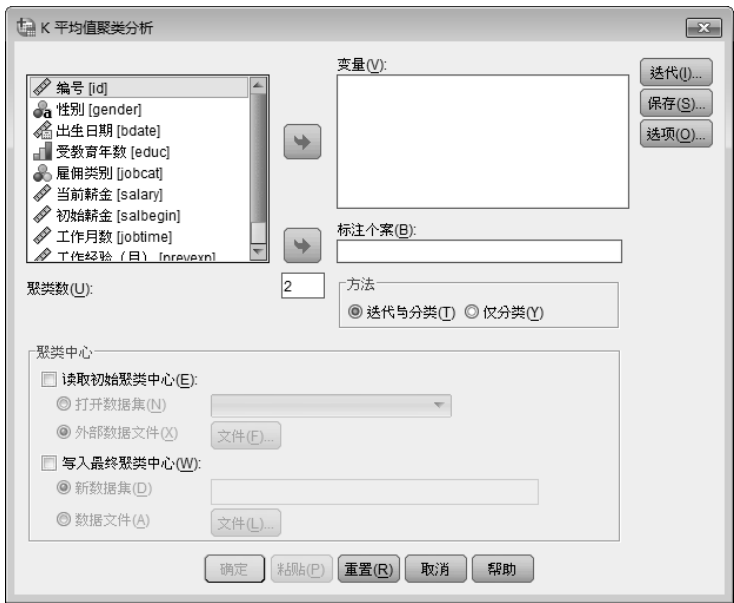 K 平均值聚类分析
编号 [id]
性别 [gender]
出生日期 [bdate]
受教育年数 [educ]
雇佣类别 [jobcat]
当前薪金 [salary]
初始薪金 [salbegin]
工作月数 [jobtime]
工作经验（月） [prevexp]
变量(V):
迭代(I)...
保存(S)...
选项(O)...
标注个案(B):
聚类数(U):
2
方法
迭代与分类(T)
仅分类(Y)
聚类中心
读取初始聚类中心(E):
打开数据集(N)
外部数据文件(X)
文件(F)...
写入最终聚类中心(W):
新数据集(D)
数据文件(A)
文件(L)...
确定
粘贴(P)
重置(R)
取消
帮助